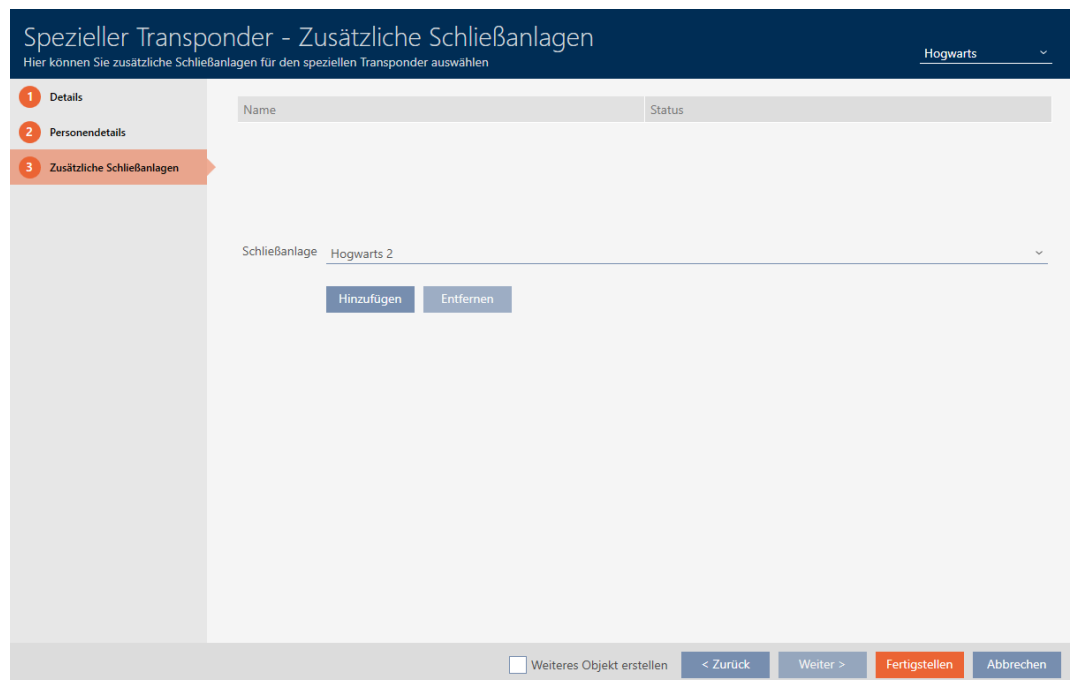 Spezieller Transponder - Zusätzliche Schließanlagen
Hier können Sie zusätzliche Schließanlagen für den speziellen Transponder auswählen
Hogwarts
1 Details
2 Personendetails
3 Zusätzliche Schließanlagen
Name Status
Schließanlage Hogwarts 2
Hinzufügen Entfernen
Weiteres Objekt erstellen < Zurück Weiter > Fertigstellen Abbrechen